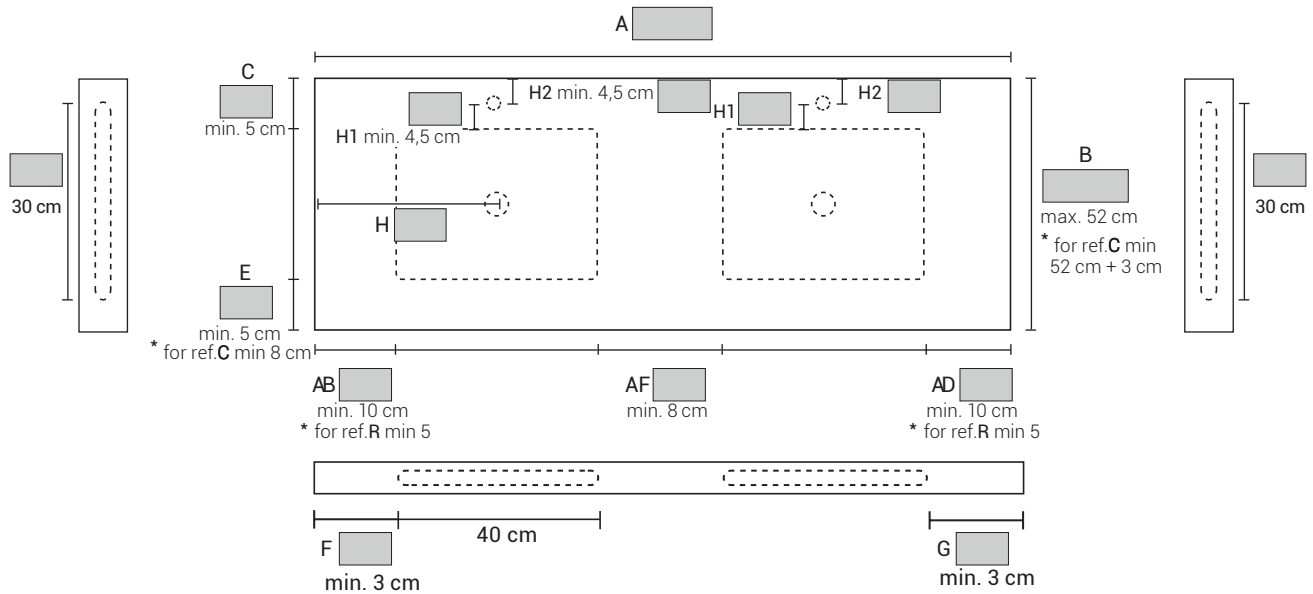 A
C
min. 5 cm
H2 min. 4,5 cm
H1
H2
H1 min. 4,5 cm
30 cm
B
max. 52 cm
* for ref.C min
52 cm + 3 cm
30 cm
H
E
min. 5 cm
* for ref.C min 8 cm
AB
min. 10 cm
* for ref.R min 5
AF
min. 8 cm
AD
min. 10 cm
* for ref.R min 5
40 cm
F
min. 3 cm
G
min. 3 cm